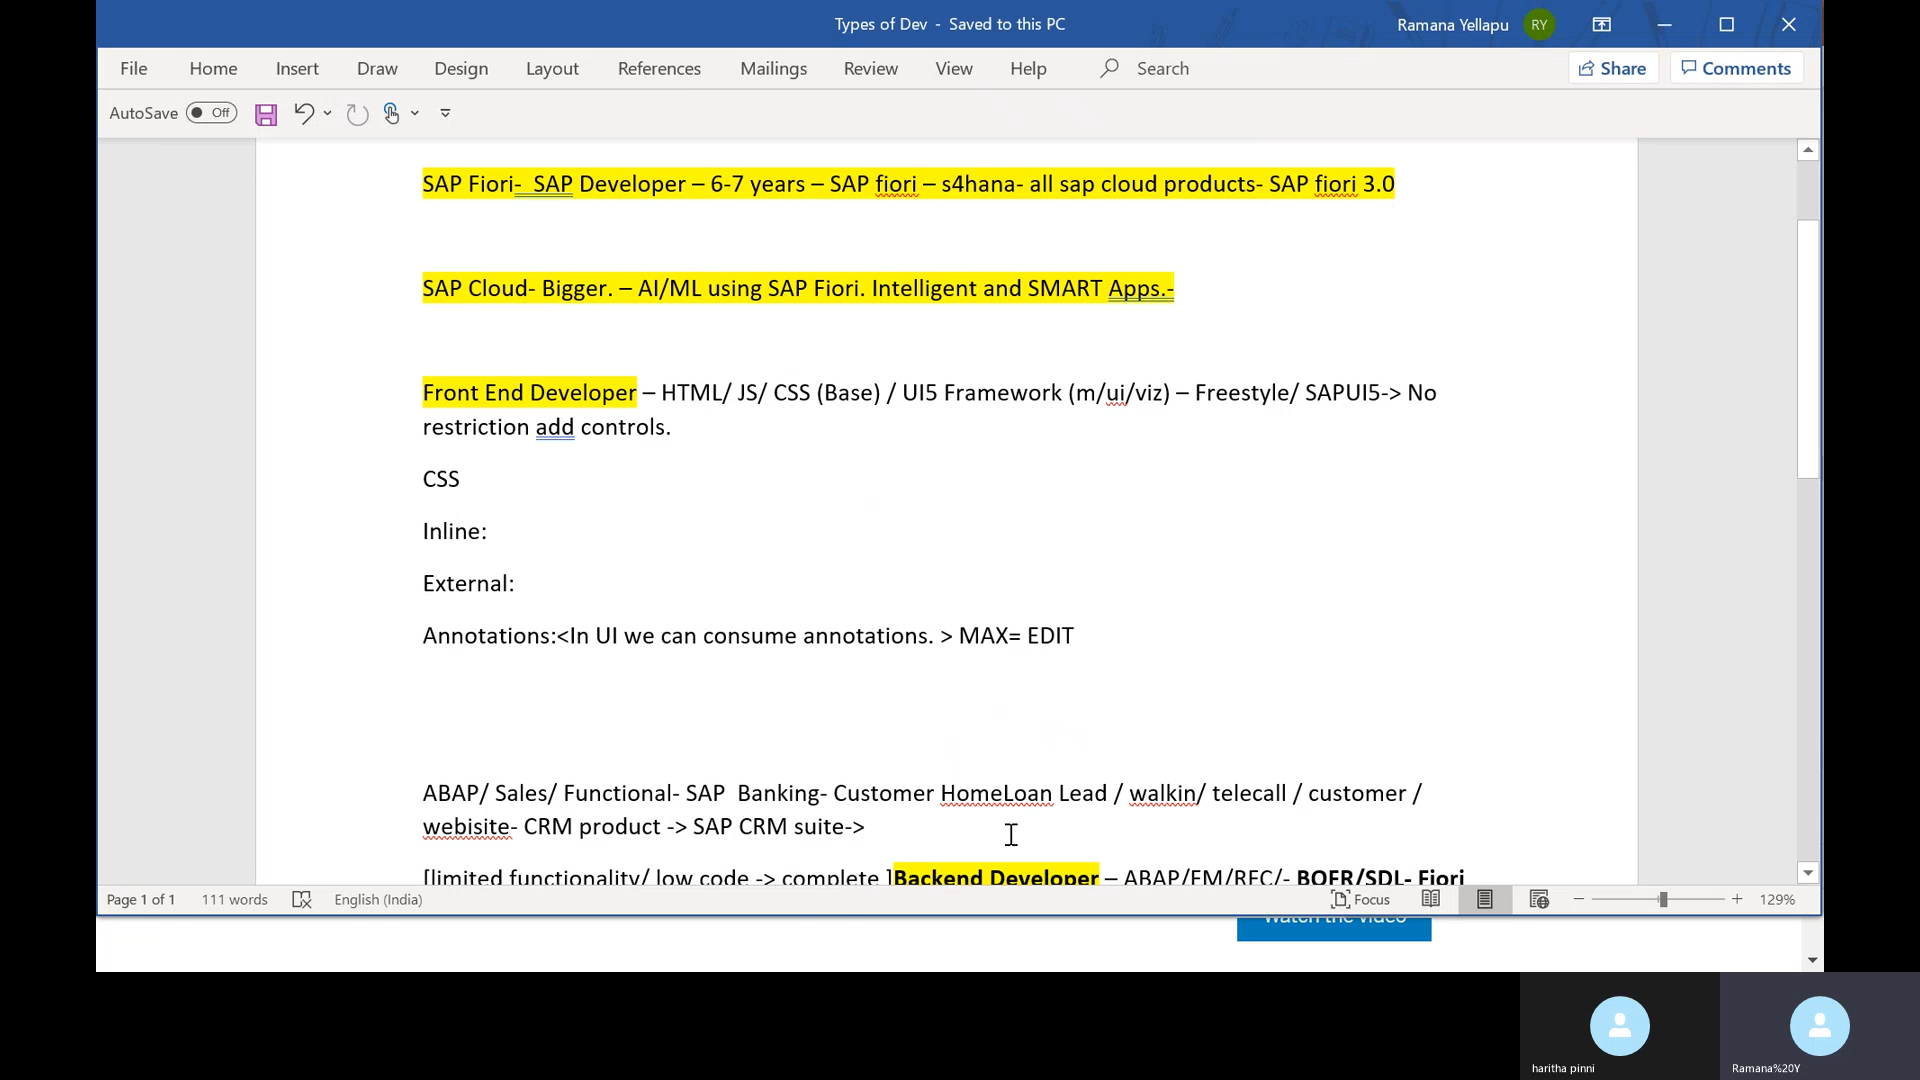 Types of Dev - Saved to this PC
Ramana Yellapu RY
File Home Insert Draw Design Layout References Mailings Review View Help Search Share Comments
AutoSave Off
SAP Fiori- SAP Developer – 6-7 years – SAP fiori – s4hana- all sap cloud products- SAP fiori 3.0
SAP Cloud- Bigger. – AI/ML using SAP Fiori. Intelligent and SMART Apps.-
Front End Developer – HTML/ JS/ CSS (Base) / UI5 Framework (m/ui/viz) – Freestyle/ SAPUI5-> No
restriction add controls.
CSS
Inline:
External:
Annotations:<In UI we can consume annotations. > MAX= EDIT
ABAP/ Sales/ Functional- SAP Banking- Customer HomeLoan Lead / walkin/ telecall / customer /
webisite- CRM product -> SAP CRM suite->
[limited functionality/ low code -> complete ]Backend Developer – ABAP/FM/RFC/- BOFR/SDL- Fiori
Page 1 of 1 111 words English (India) Focus 129%
Watch the video
haritha pinni
Ramana%20Y